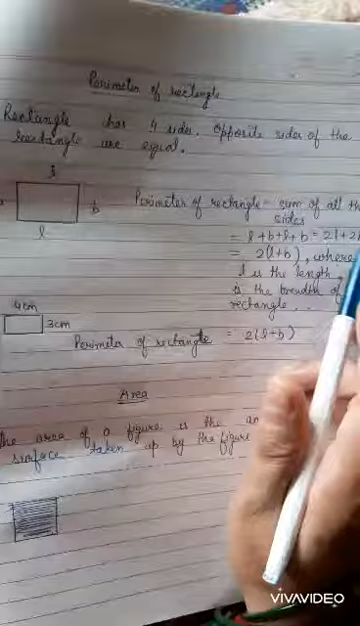 Perimeter of rectangle
Rectangle has 4 sides. Opposite sides of the
rectangle are equal.
l
b
l
Perimeter of rectangle = sum of all the
sides
= l+b+l+b = 2l+2b
= 2(l+b), where
l is the length,
is the breadth of
rectangle...
4cm
3cm
Perimeter of rectangle = 2(l+b)
Area
The area of a figure is the
surface taken up by the figure
VIVAVIDEO